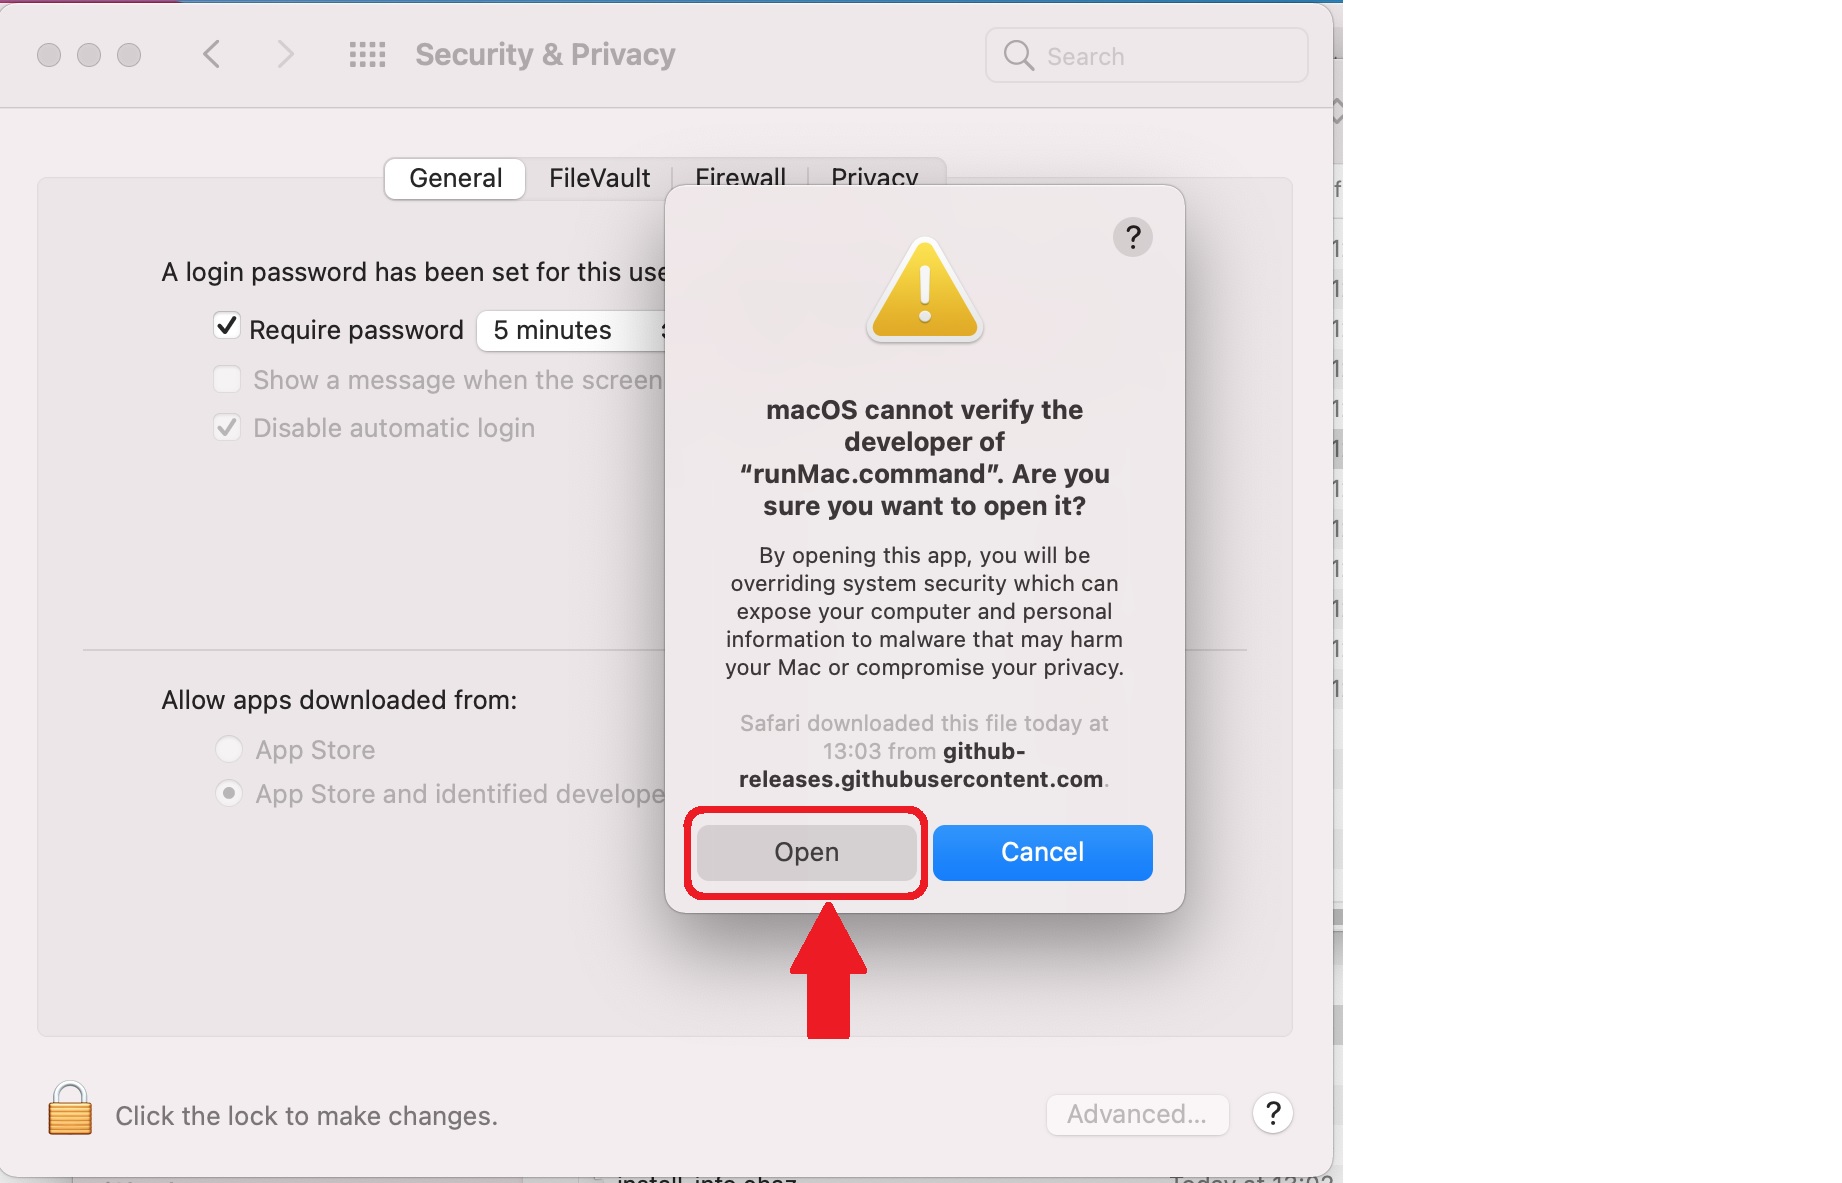 Security & Privacy
Search
General
FileVault
Firewall
Privacy
A login password has been set for this use
Require password
5 minutes
Show a message when the screen
Disable automatic login
Allow apps downloaded from:
App Store
App Store and identified develope
?
macOS cannot verify the
developer of
“runMac.command”. Are you
sure you want to open it?
By opening this app, you will be
overriding system security which can
expose your computer and personal
information to malware that may harm
your Mac or compromise your privacy.
Safari downloaded this file today at
13:03 from github-
releases.githubusercontent.com.
Open
Cancel
Click the lock to make changes.
Advanced...
?
Today at 13:02